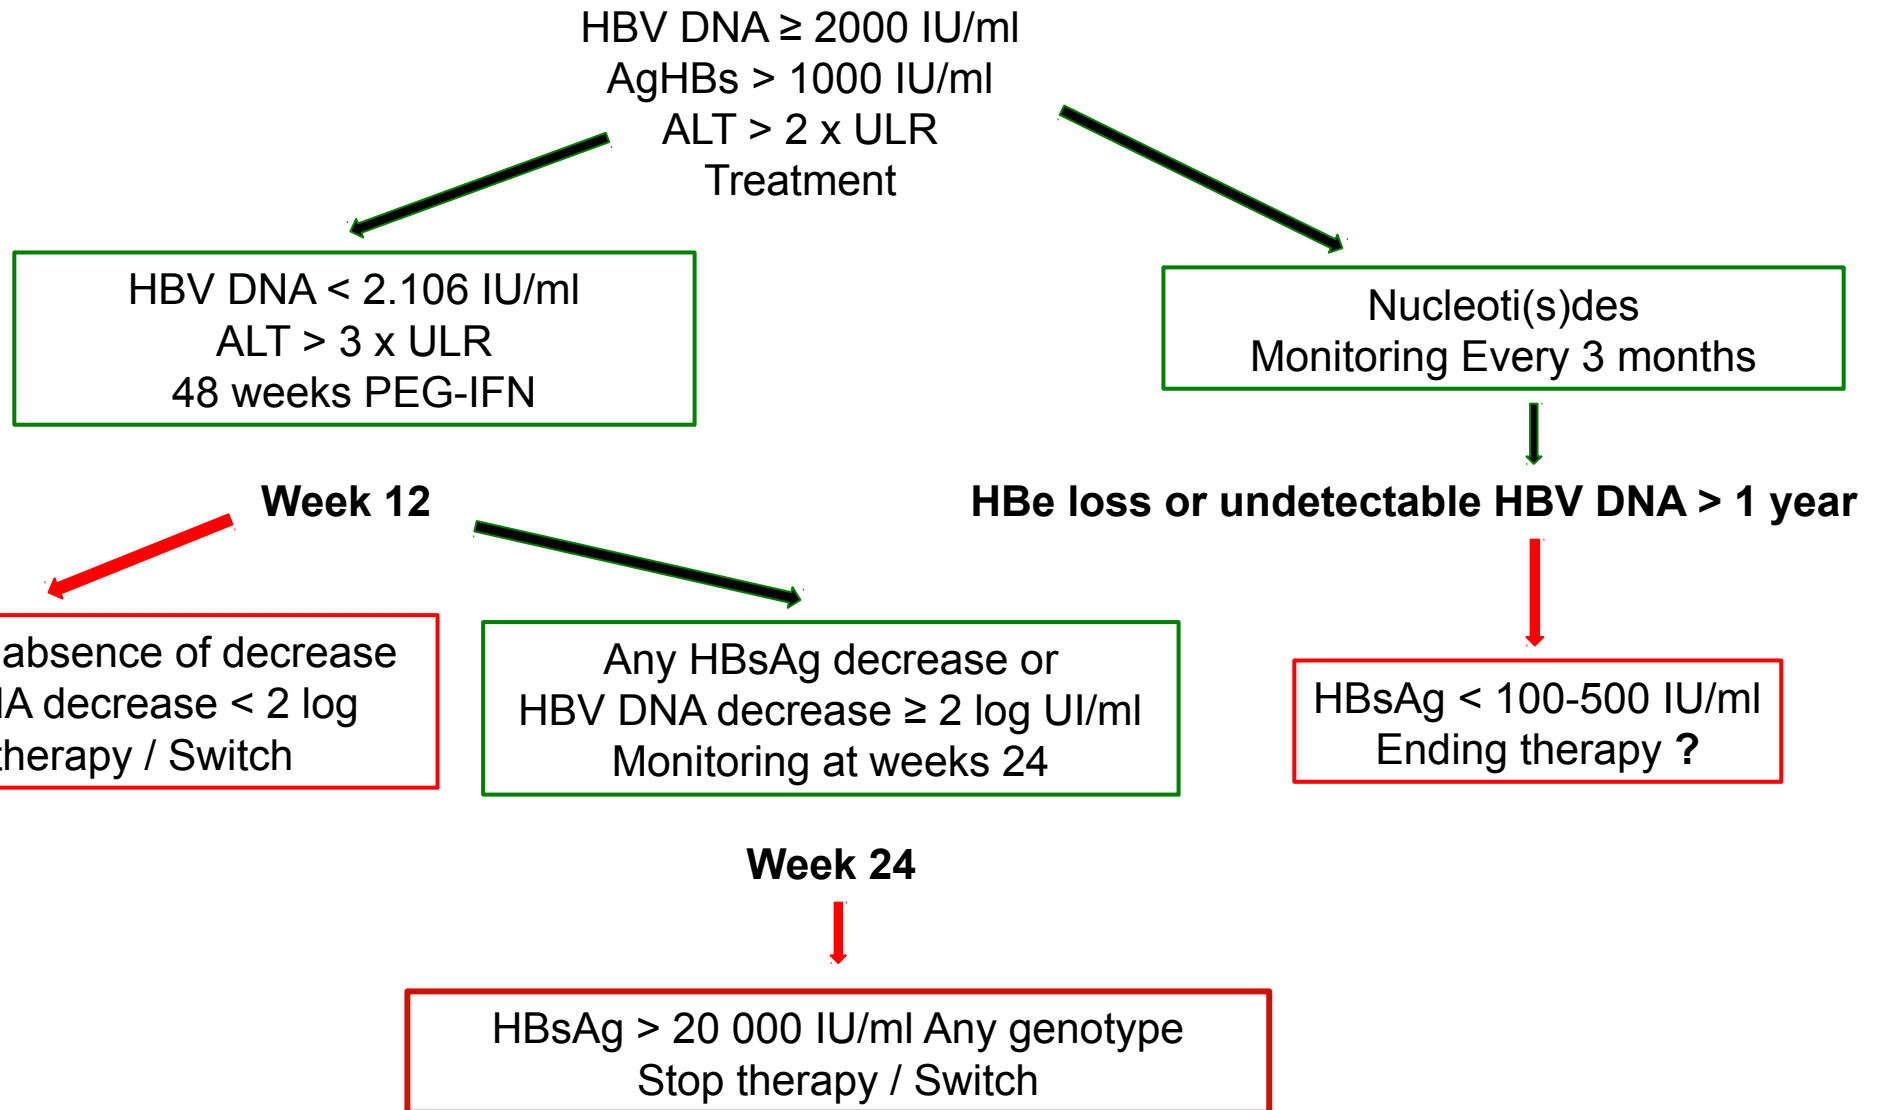 HBV DNA ≥ 2000 IU/ml
AgHBs > 1000 IU/ml
ALT > 2 x ULR
Treatment
HBV DNA < 2.106 IU/ml
ALT > 3 x ULR
48 weeks PEG-IFN
Nucleoti(s)des
Monitoring Every 3 months
Week 12
HBe loss or undetectable HBV DNA > 1 year
absence of decrease
decrease < 2 log
therapy / Switch
Any HBsAg decrease or
HBV DNA decrease ≥ 2 log UI/ml
Monitoring at weeks 24
HBsAg < 100-500 IU/ml
Ending therapy ?
Week 24
HBsAg > 20 000 IU/ml Any genotype
Stop therapy / Switch